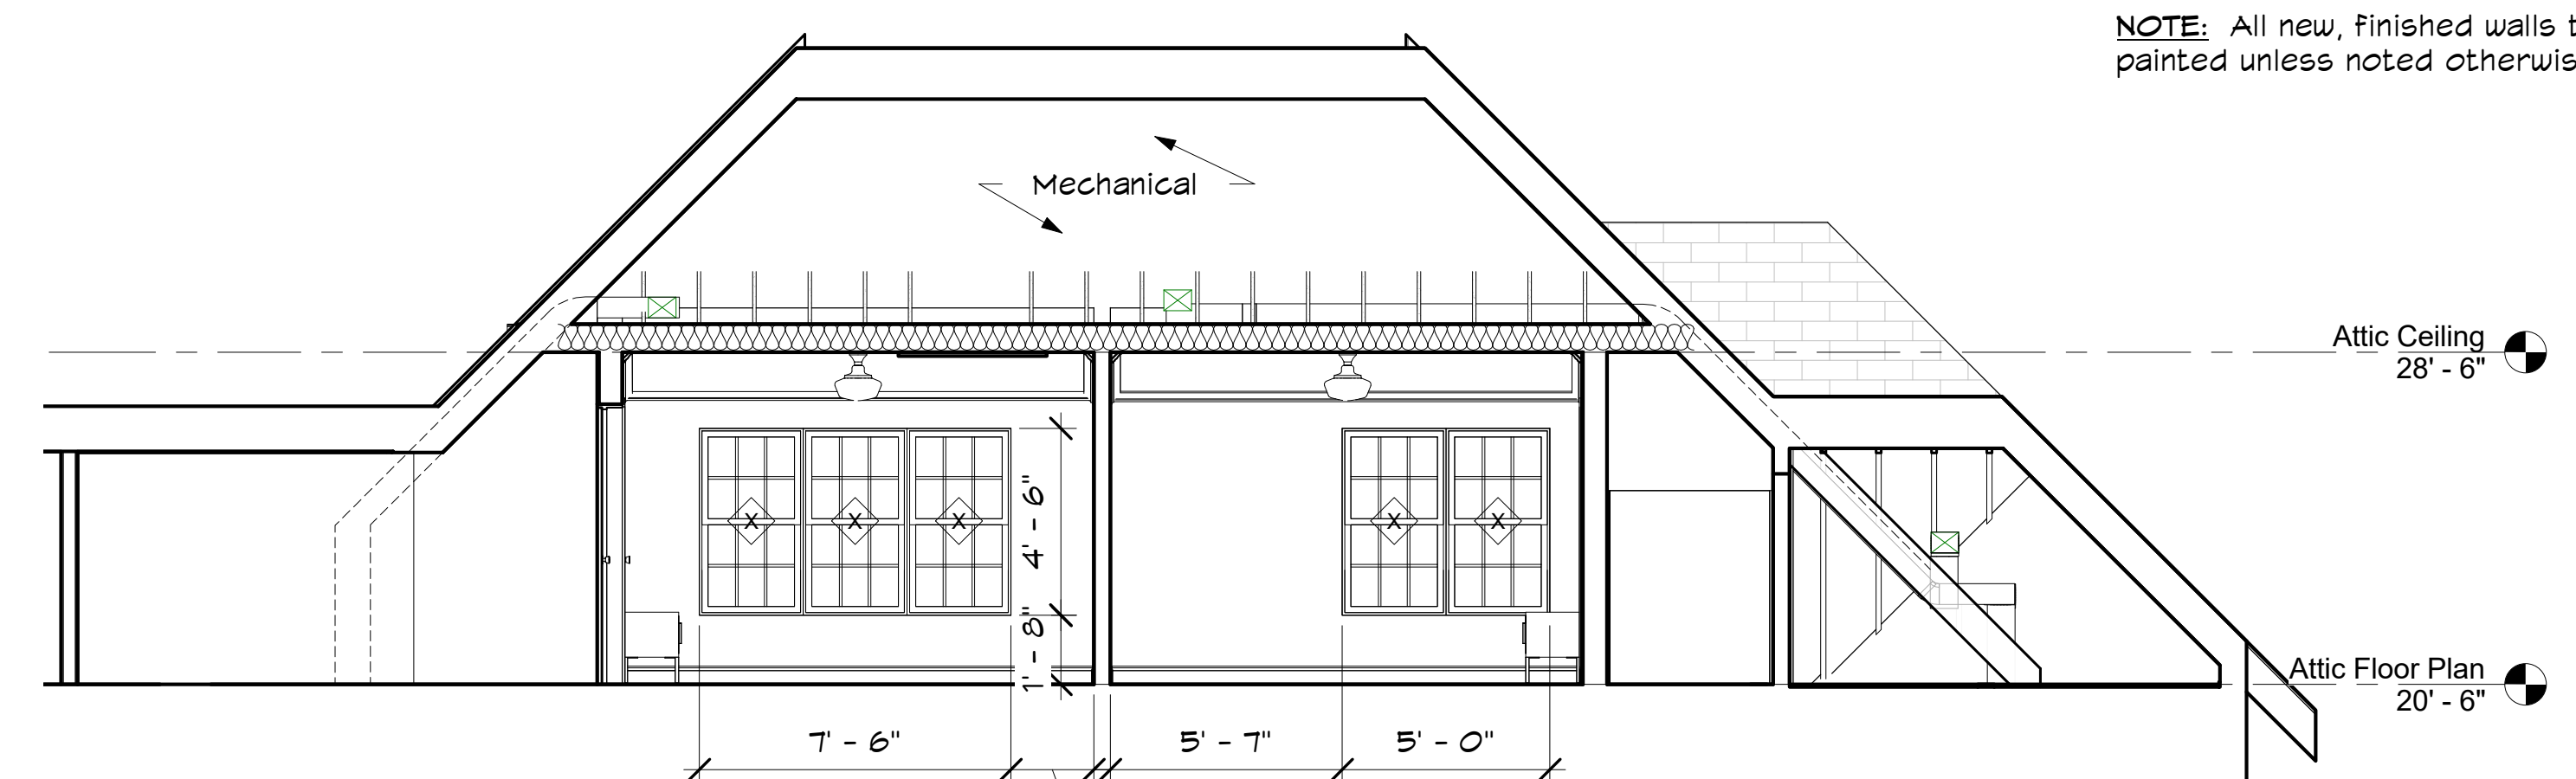 NOTE: All new, finished walls t
painted unless noted otherwis
Mechanical
Attic Ceiling
28' - 6"
X X X X X
4' - 6"
1' - 8"
Attic Floor Plan
20' - 6"
7' - 6" 5' - 7" 5' - 0"